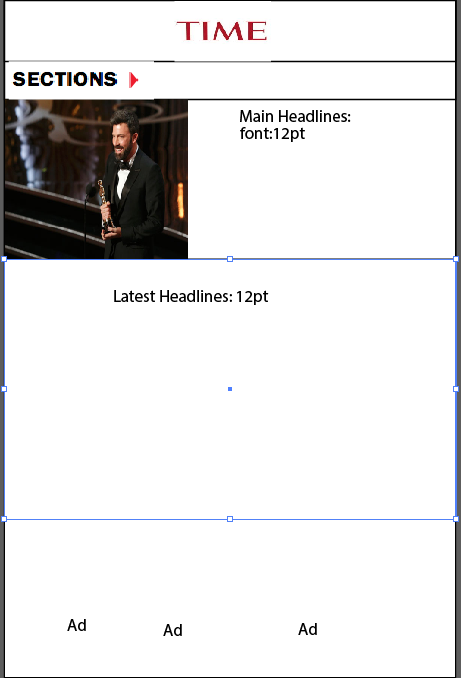 TIME
SECTIONS
Main Headlines:
font:12pt
Latest Headlines: 12pt
Ad
Ad
Ad